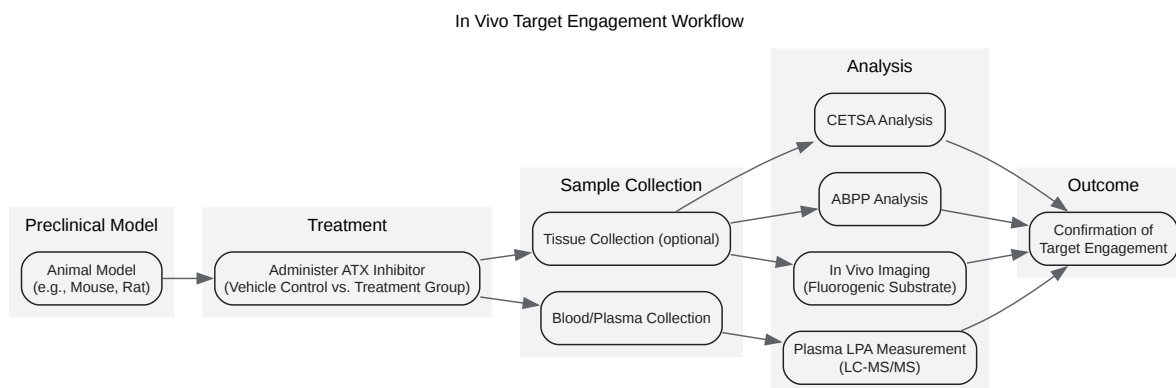 In Vivo Target Engagement Workflow
Preclinical Model
Animal Model
(e.g., Mouse, Rat)
Treatment
Administer ATX Inhibitor
(Vehicle Control vs. Treatment Group)
Sample Collection
Tissue Collection (optional)
Blood/Plasma Collection
Analysis
CETSA Analysis
ABPP Analysis
In Vivo Imaging
(Fluorogenic Substrate)
Plasma LPA Measurement
(LC-MS/MS)
Outcome
Confirmation of
Target Engagement